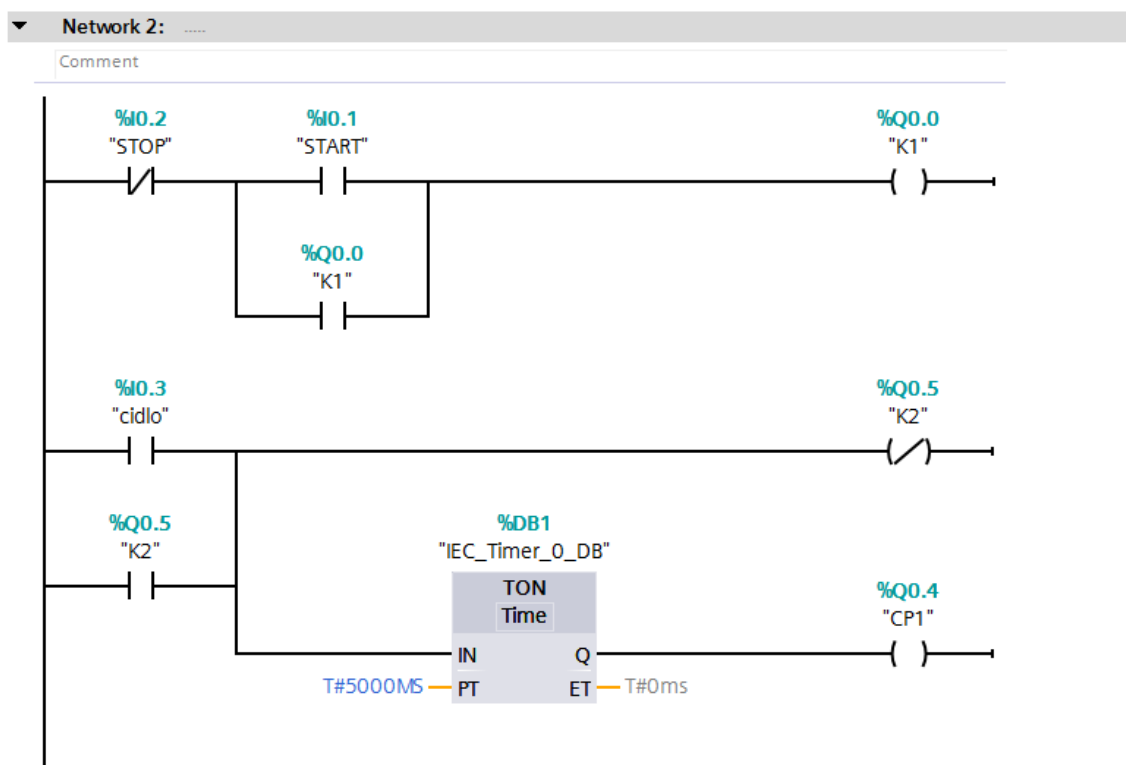 Network 2: .....
Comment
%I0.2 %I0.1 %Q0.0
"STOP" "START" "K1"
%Q0.0
"K1"
%I0.3 %Q0.5
"cidlo" "K2"
%Q0.5 %DB1
"K2" "IEC_Timer_0_DB"
TON %Q0.4
Time "CP1"
IN Q
T#5000MS PT ET T#0ms